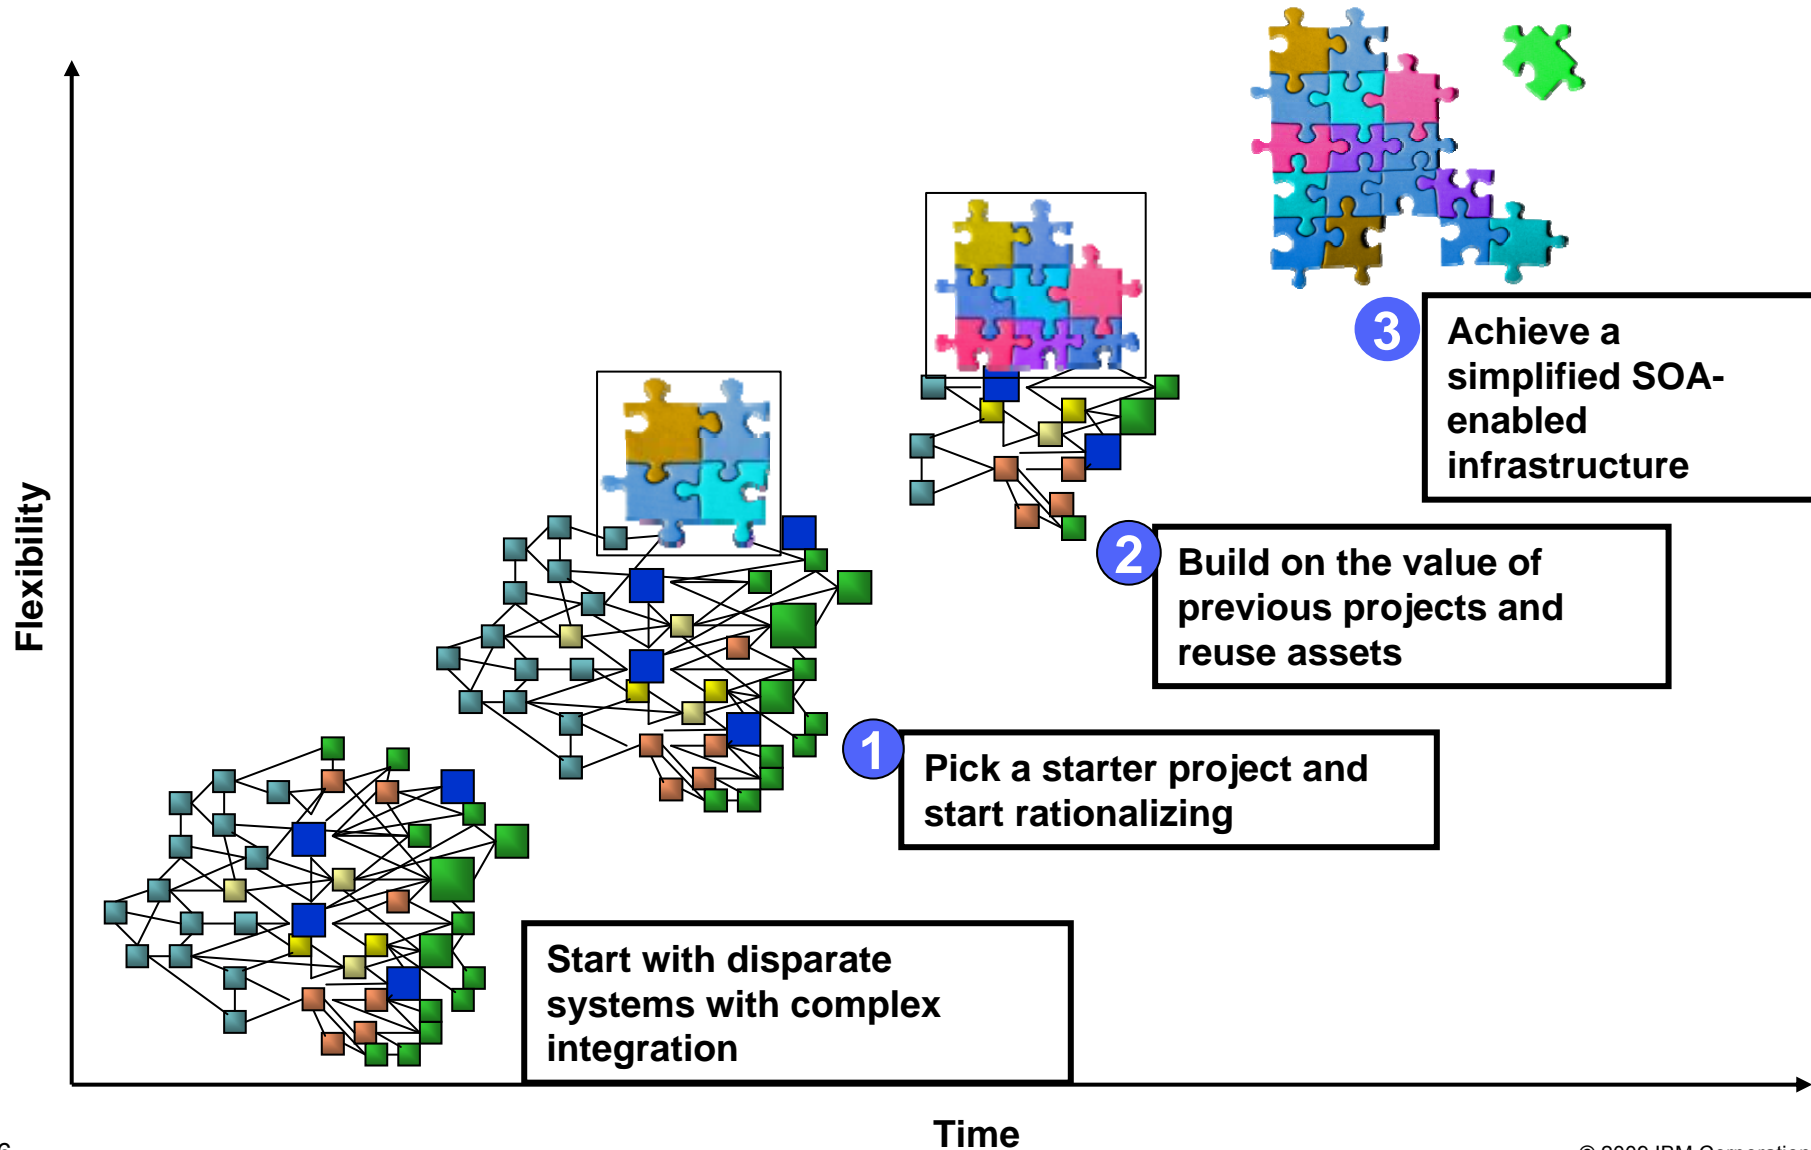 Flexibility
3
Achieve a
simplified SOA-
enabled
infrastructure
2
Build on the value of
previous projects and
reuse assets
1
Pick a starter project and
start rationalizing
Start with disparate
systems with complex
integration
Time